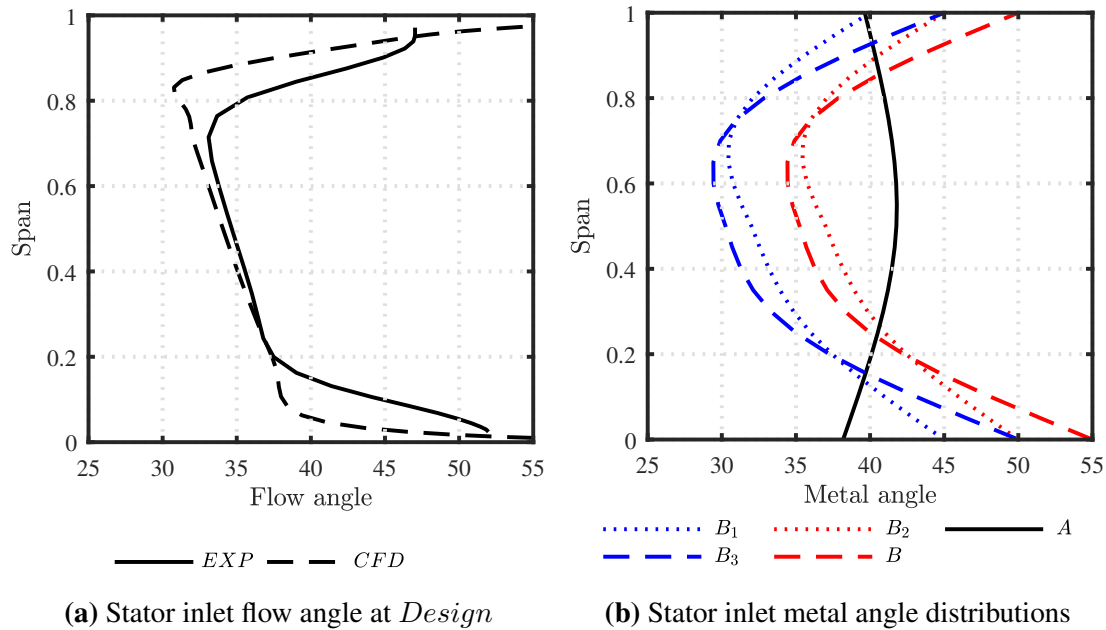 1
0.8
0.6
0.4
0.2
0
Span
25 30 35 40 45 50 55
Flow angle
EXP CFD
(a) Stator inlet flow angle at Design
1
0.8
0.6
0.4
0.2
0
Span
25 30 35 40 45 50 55
Metal angle
B₁ B₂ A
B₃ B
(b) Stator inlet metal angle distributions